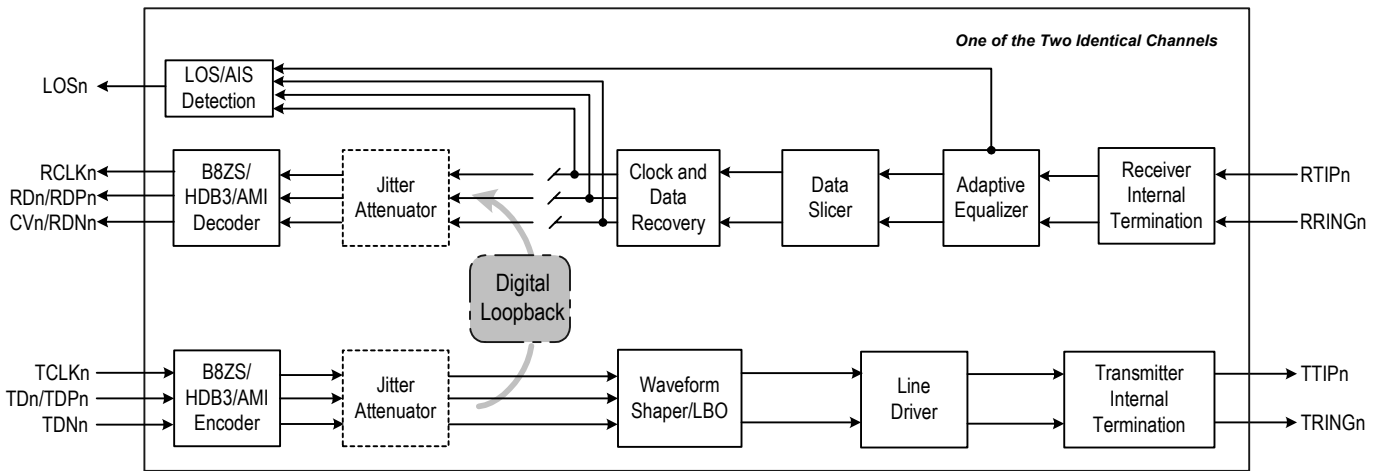 One of the Two Identical Channels
LOSn
LOS/AIS
Detection
RCLKn
RDn/RDPn
CVn/RDNn
B8ZS/
HDB3/AMI
Decoder
Jitter
Attenuator
Clock and
Data
Recovery
Data
Slicer
Adaptive
Equalizer
Receiver
Internal
Termination
RTIPn
RRINGn
Digital
Loopback
TCLKn
TDn/TDPn
TDNn
B8ZS/
HDB3/AMI
Encoder
Jitter
Attenuator
Waveform
Shaper/LBO
Line
Driver
Transmitter
Internal
Termination
TTIPn
TRINGn